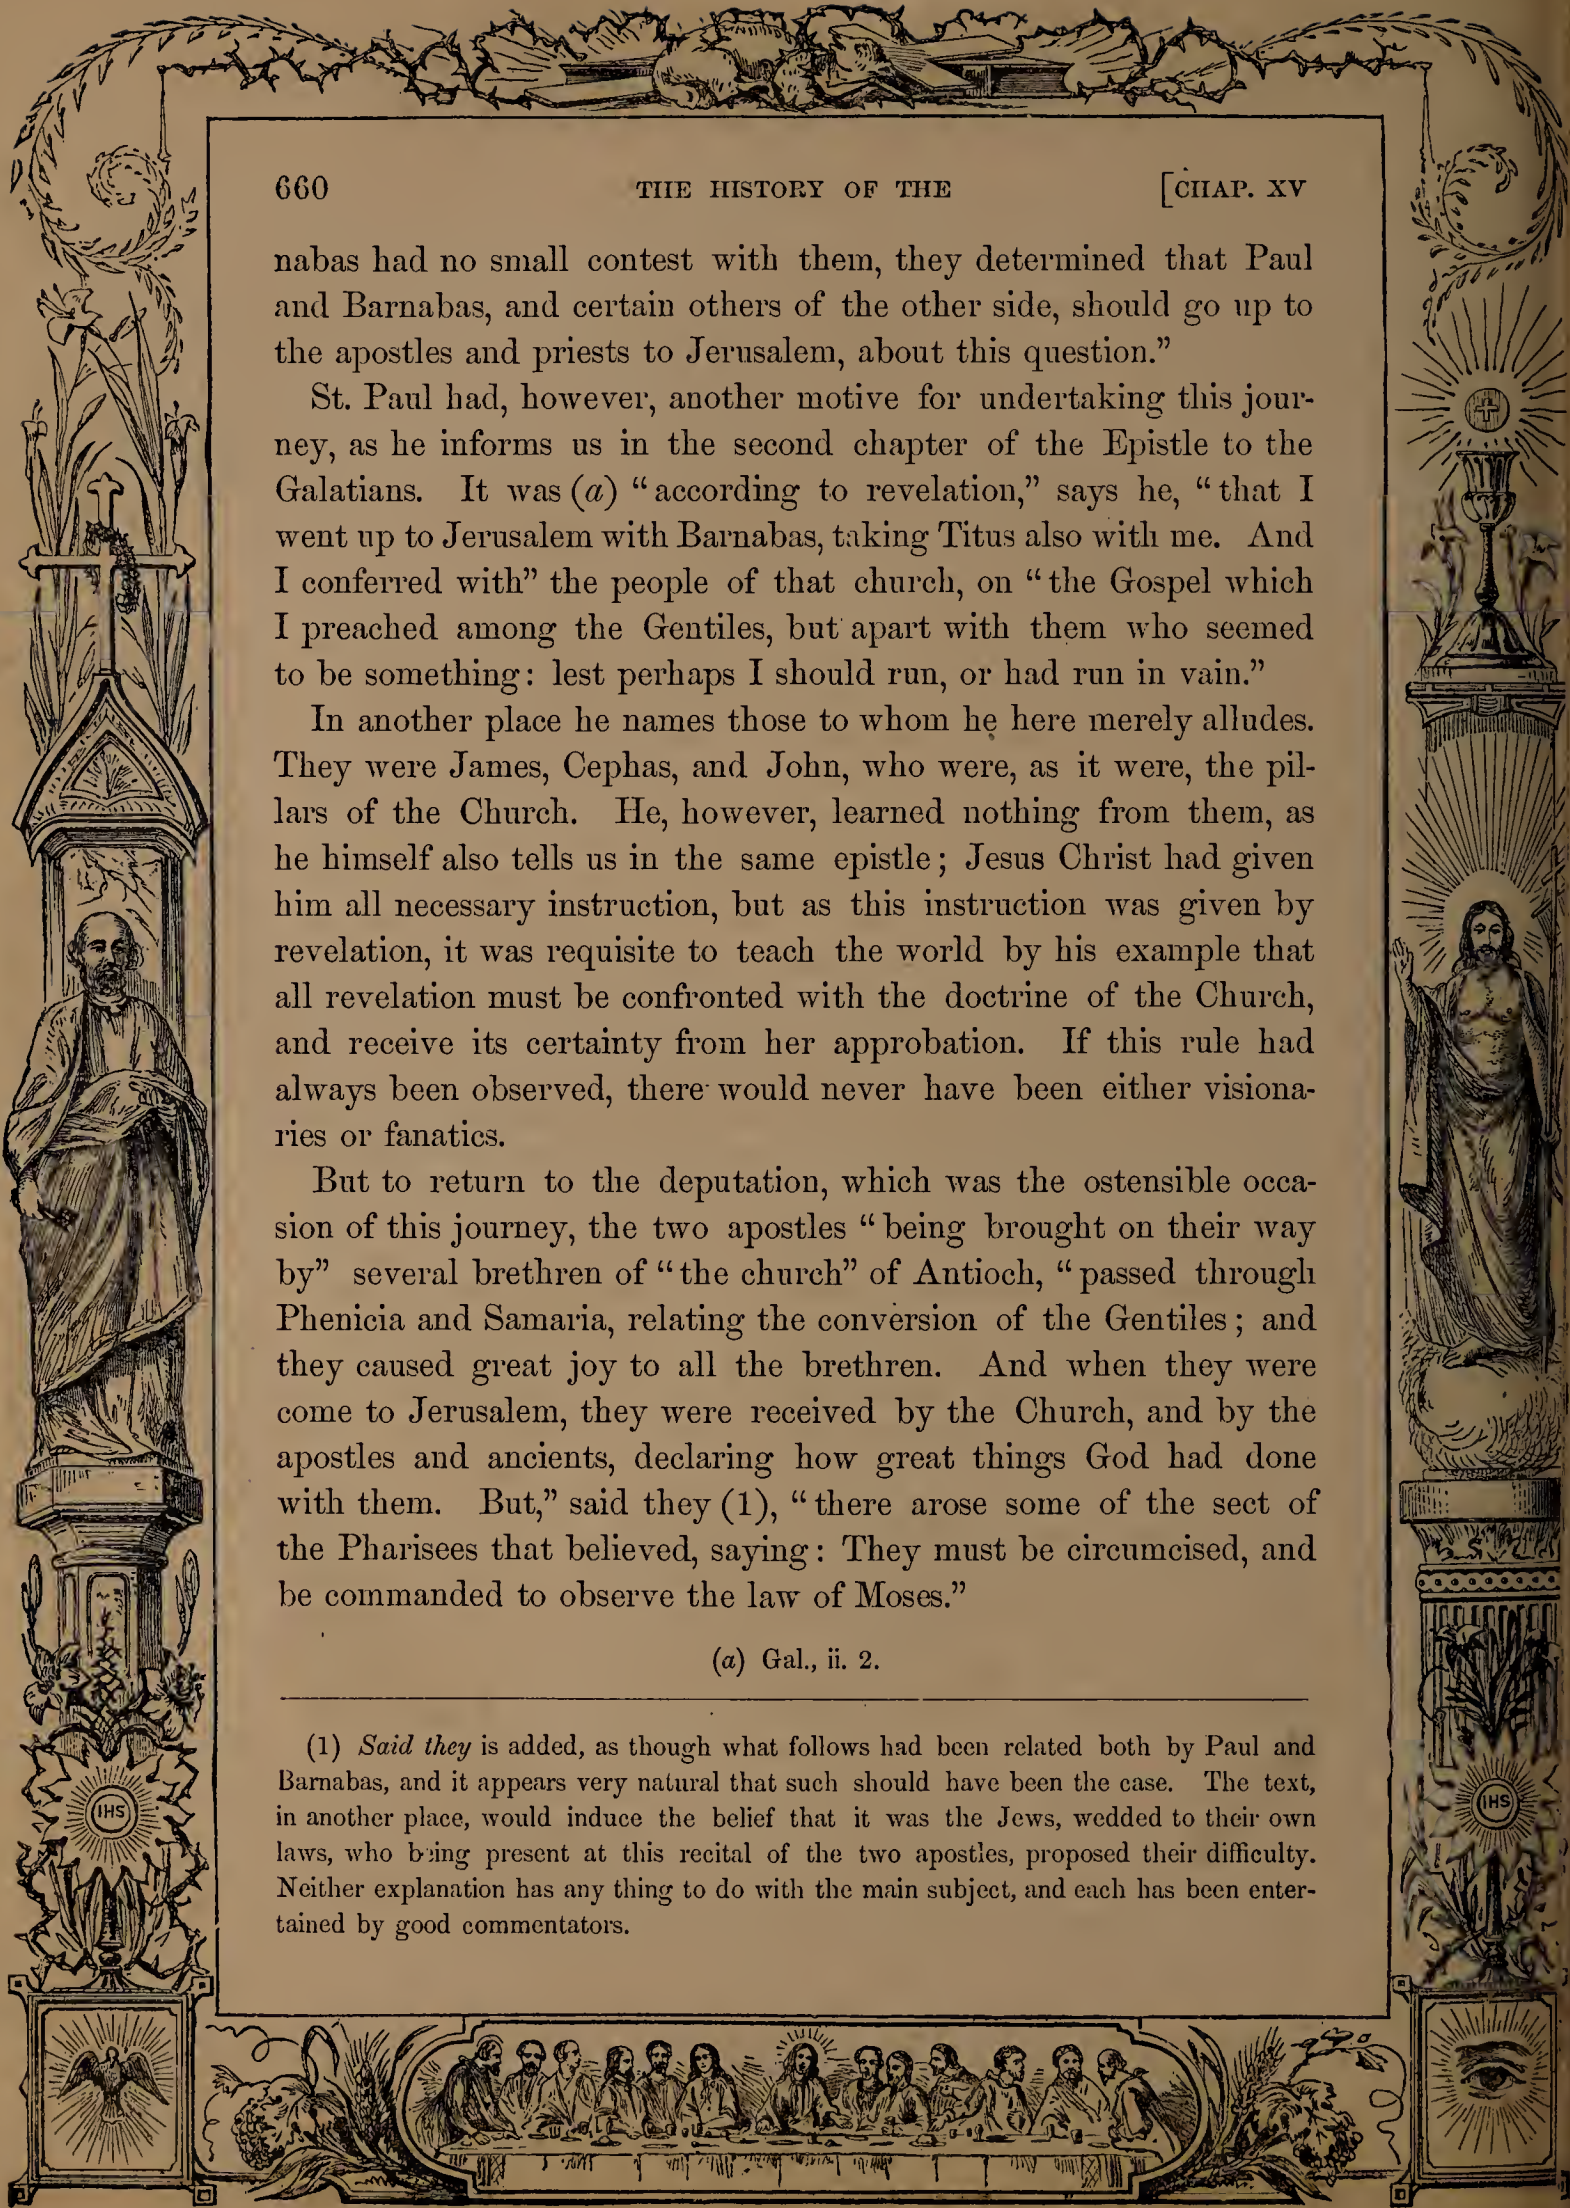 660 THE HISTORY OF THE [CHAP. XV
nabas had no small contest with them, they determined that Paul
and Barnabas, and certain others of the other side, should go up to
the apostles and priests to Jerusalem, about this question.”
St. Paul had, however, another motive for undertaking this jour-
ney, as he informs us in the second chapter of the Epistle to the
Galatians. It was (a) “according to revelation,” says he, “that I
went up to Jerusalem with Barnabas, taking Titus also with me. And
I conferred with” the people of that church, on “the Gospel which
I preached among the Gentiles, but apart with them who seemed
to be something: lest perhaps I should run, or had run in vain.”
In another place he names those to whom he here merely alludes.
They were James, Cephas, and John, who were, as it were, the pil-
lars of the Church. He, however, learned nothing from them, as
he himself also tells us in the same epistle; Jesus Christ had given
him all necessary instruction, but as this instruction was given by
revelation, it was requisite to teach the world by his example that
all revelation must be confronted with the doctrine of the Church,
and receive its certainty from her approbation. If this rule had
always been observed, there would never have been either visiona-
ries or fanatics.
But to return to the deputation, which was the ostensible occa-
sion of this journey, the two apostles “being brought on their way
by” several brethren of “the church” of Antioch, “passed through
Phenicia and Samaria, relating the conversion of the Gentiles; and
they caused great joy to all the brethren. And when they were
come to Jerusalem, they were received by the Church, and by the
apostles and ancients, declaring how great things God had done
with them. But,” said they (1), “there arose some of the sect of
the Pharisees that believed, saying: They must be circumcised, and
be commanded to observe the law of Moses.”
(a) Gal., ii. 2.
(1) Said they is added, as though what follows had been related both by Paul and
Barnabas, and it appears very natural that such should have been the case. The text,
in another place, would induce the belief that it was the Jews, wedded to their own
laws, who being present at this recital of the two apostles, proposed their difficulty.
Neither explanation has any thing to do with the main subject, and each has been enter-
tained by good commentators.
IHS
IHS